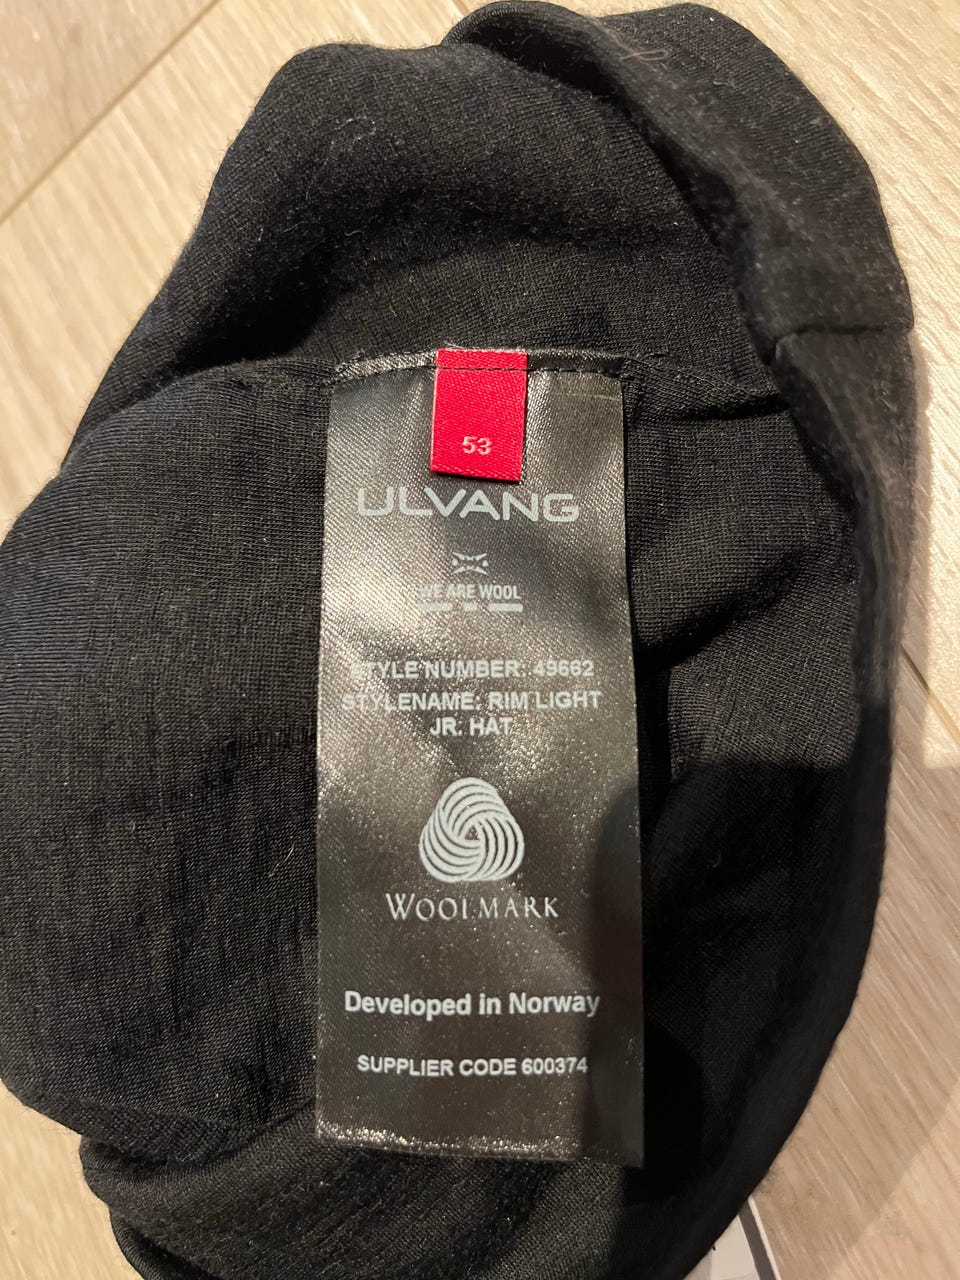 53
ULVANG
WE ARE WOOL
STYLE NUMBER: 49662
STYLENAME: RIM LIGHT
JR. HAT
WOOLMARK
Developed in Norway
SUPPLIER CODE 600374